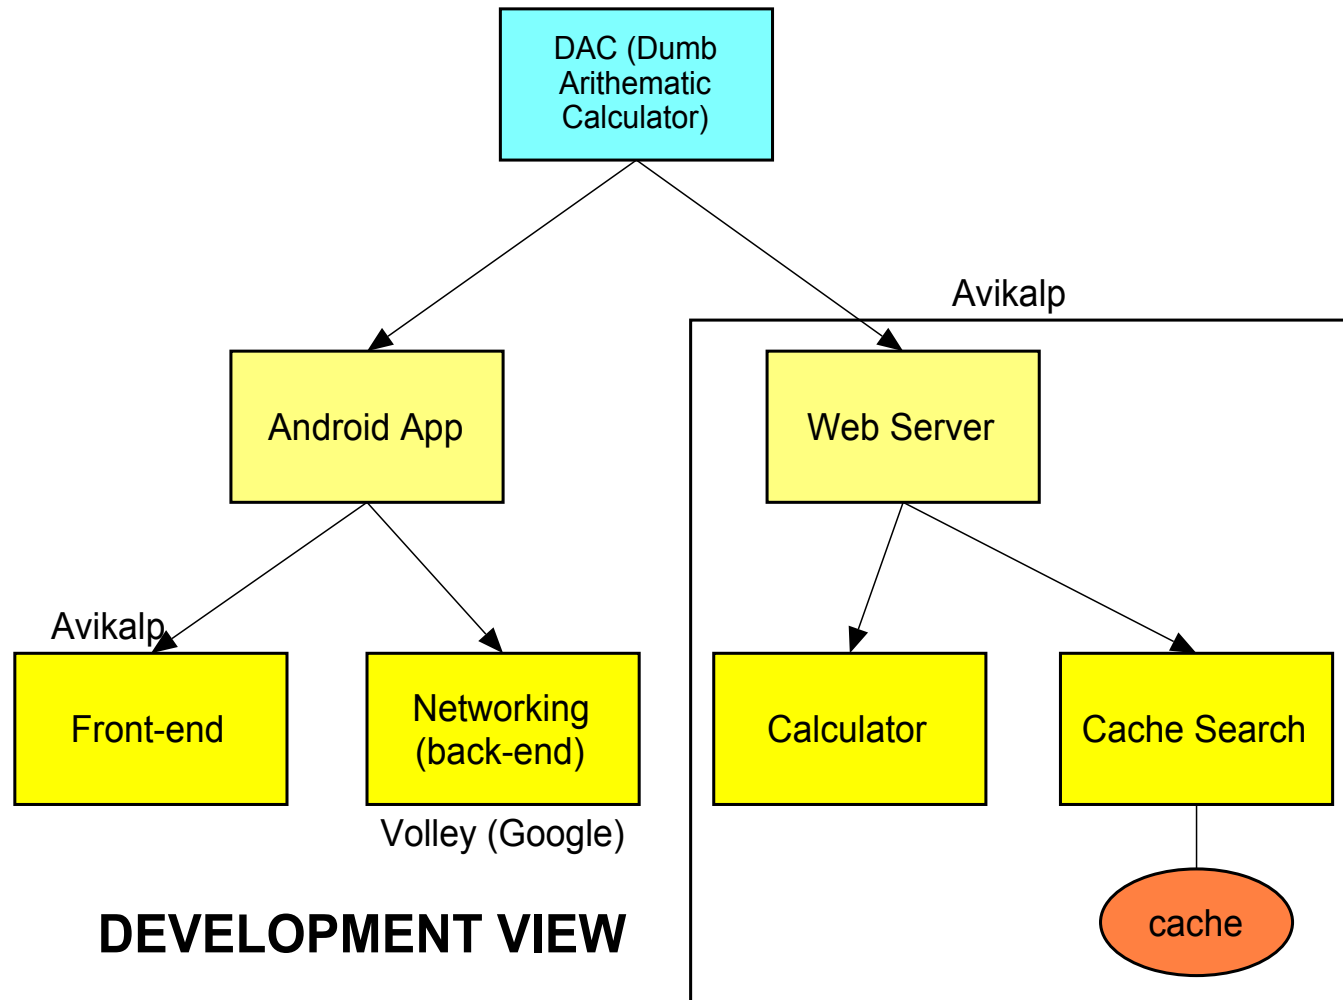 DAC (Dumb
Arithematic
Calculator)
Avikalp
Android App
Web Server
Avikalp
Front-end
Networking
(back-end)
Calculator
Cache Search
Volley (Google)
DEVELOPMENT VIEW
cache